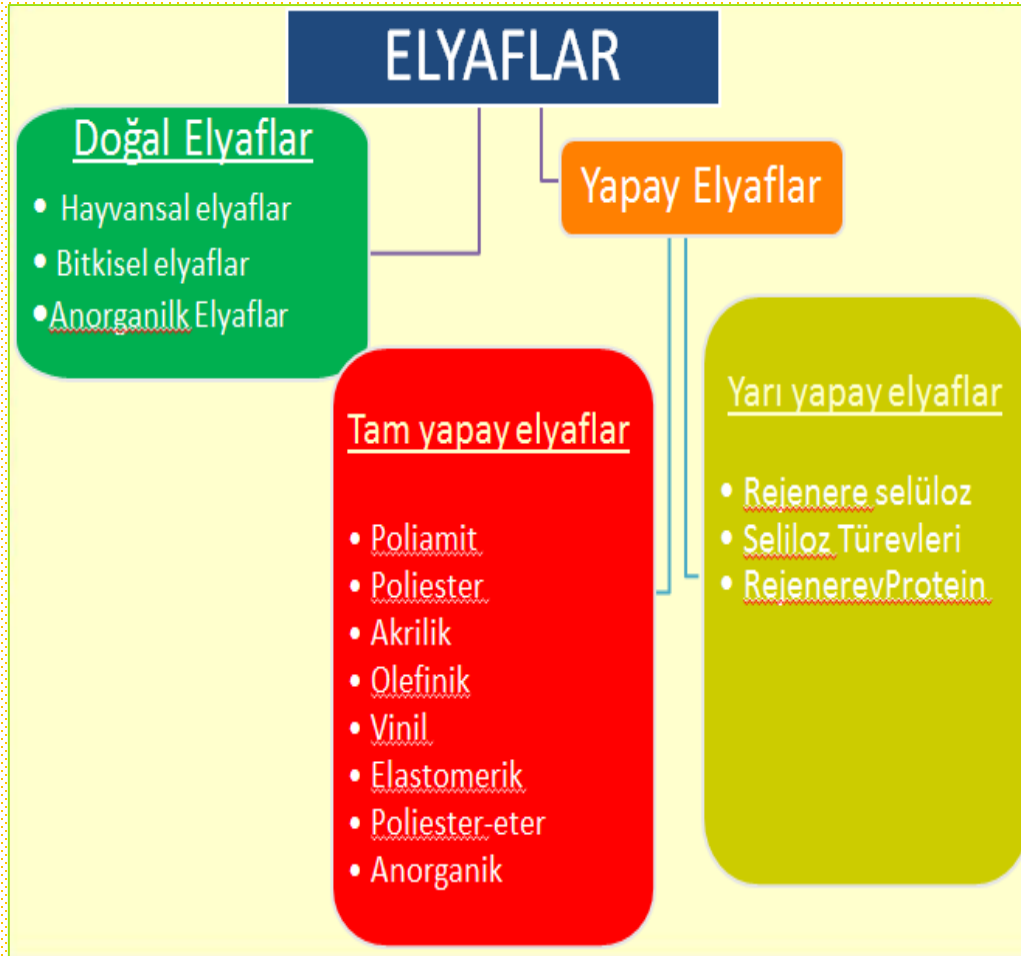 ELYAFLAR
Doğal Elyaflar
• Hayvansal elyaflar
• Bitkisel elyaflar
•Anorganilk Elyaflar
Yapay Elyaflar
Tam yapay elyaflar
• Poliamit
• Poliester
• Akrilik
• Olefinik
• Vinil
• Elastomerik
• Poliester-eter
• Anorganik
Yarı yapay elyaflar
• Rejenere selüloz
• Seliloz Türevleri
• RejenerevProtein